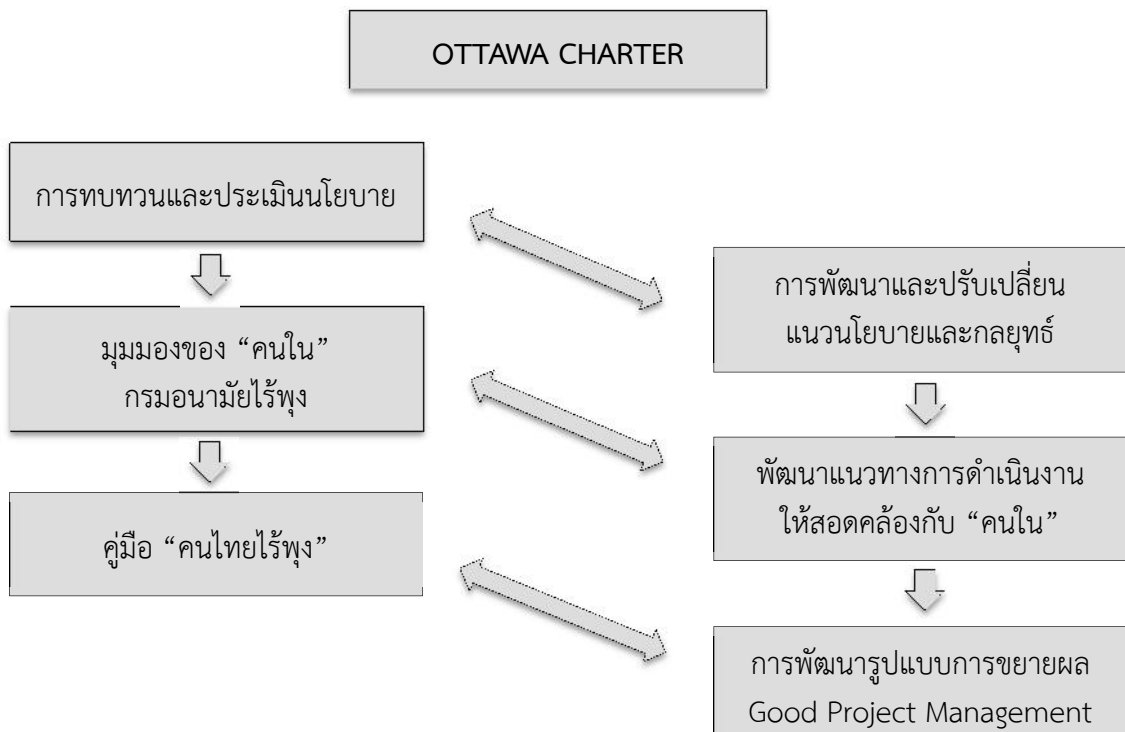 OTTAWA CHARTER
การทบทวนและประเมินนโยบาย
มุมมองของ “คนใน”
กรมอนามัยไร้พุง
คู่มือ “คนไทยไร้พุง”
การพัฒนาและปรับเปลี่ยน
แนวนโยบายและกลยุทธ์
พัฒนาแนวทางการดำเนินงาน
ให้สอดคล้องกับ “คนใน”
การพัฒนารูปแบบการขยายผล
Good Project Management